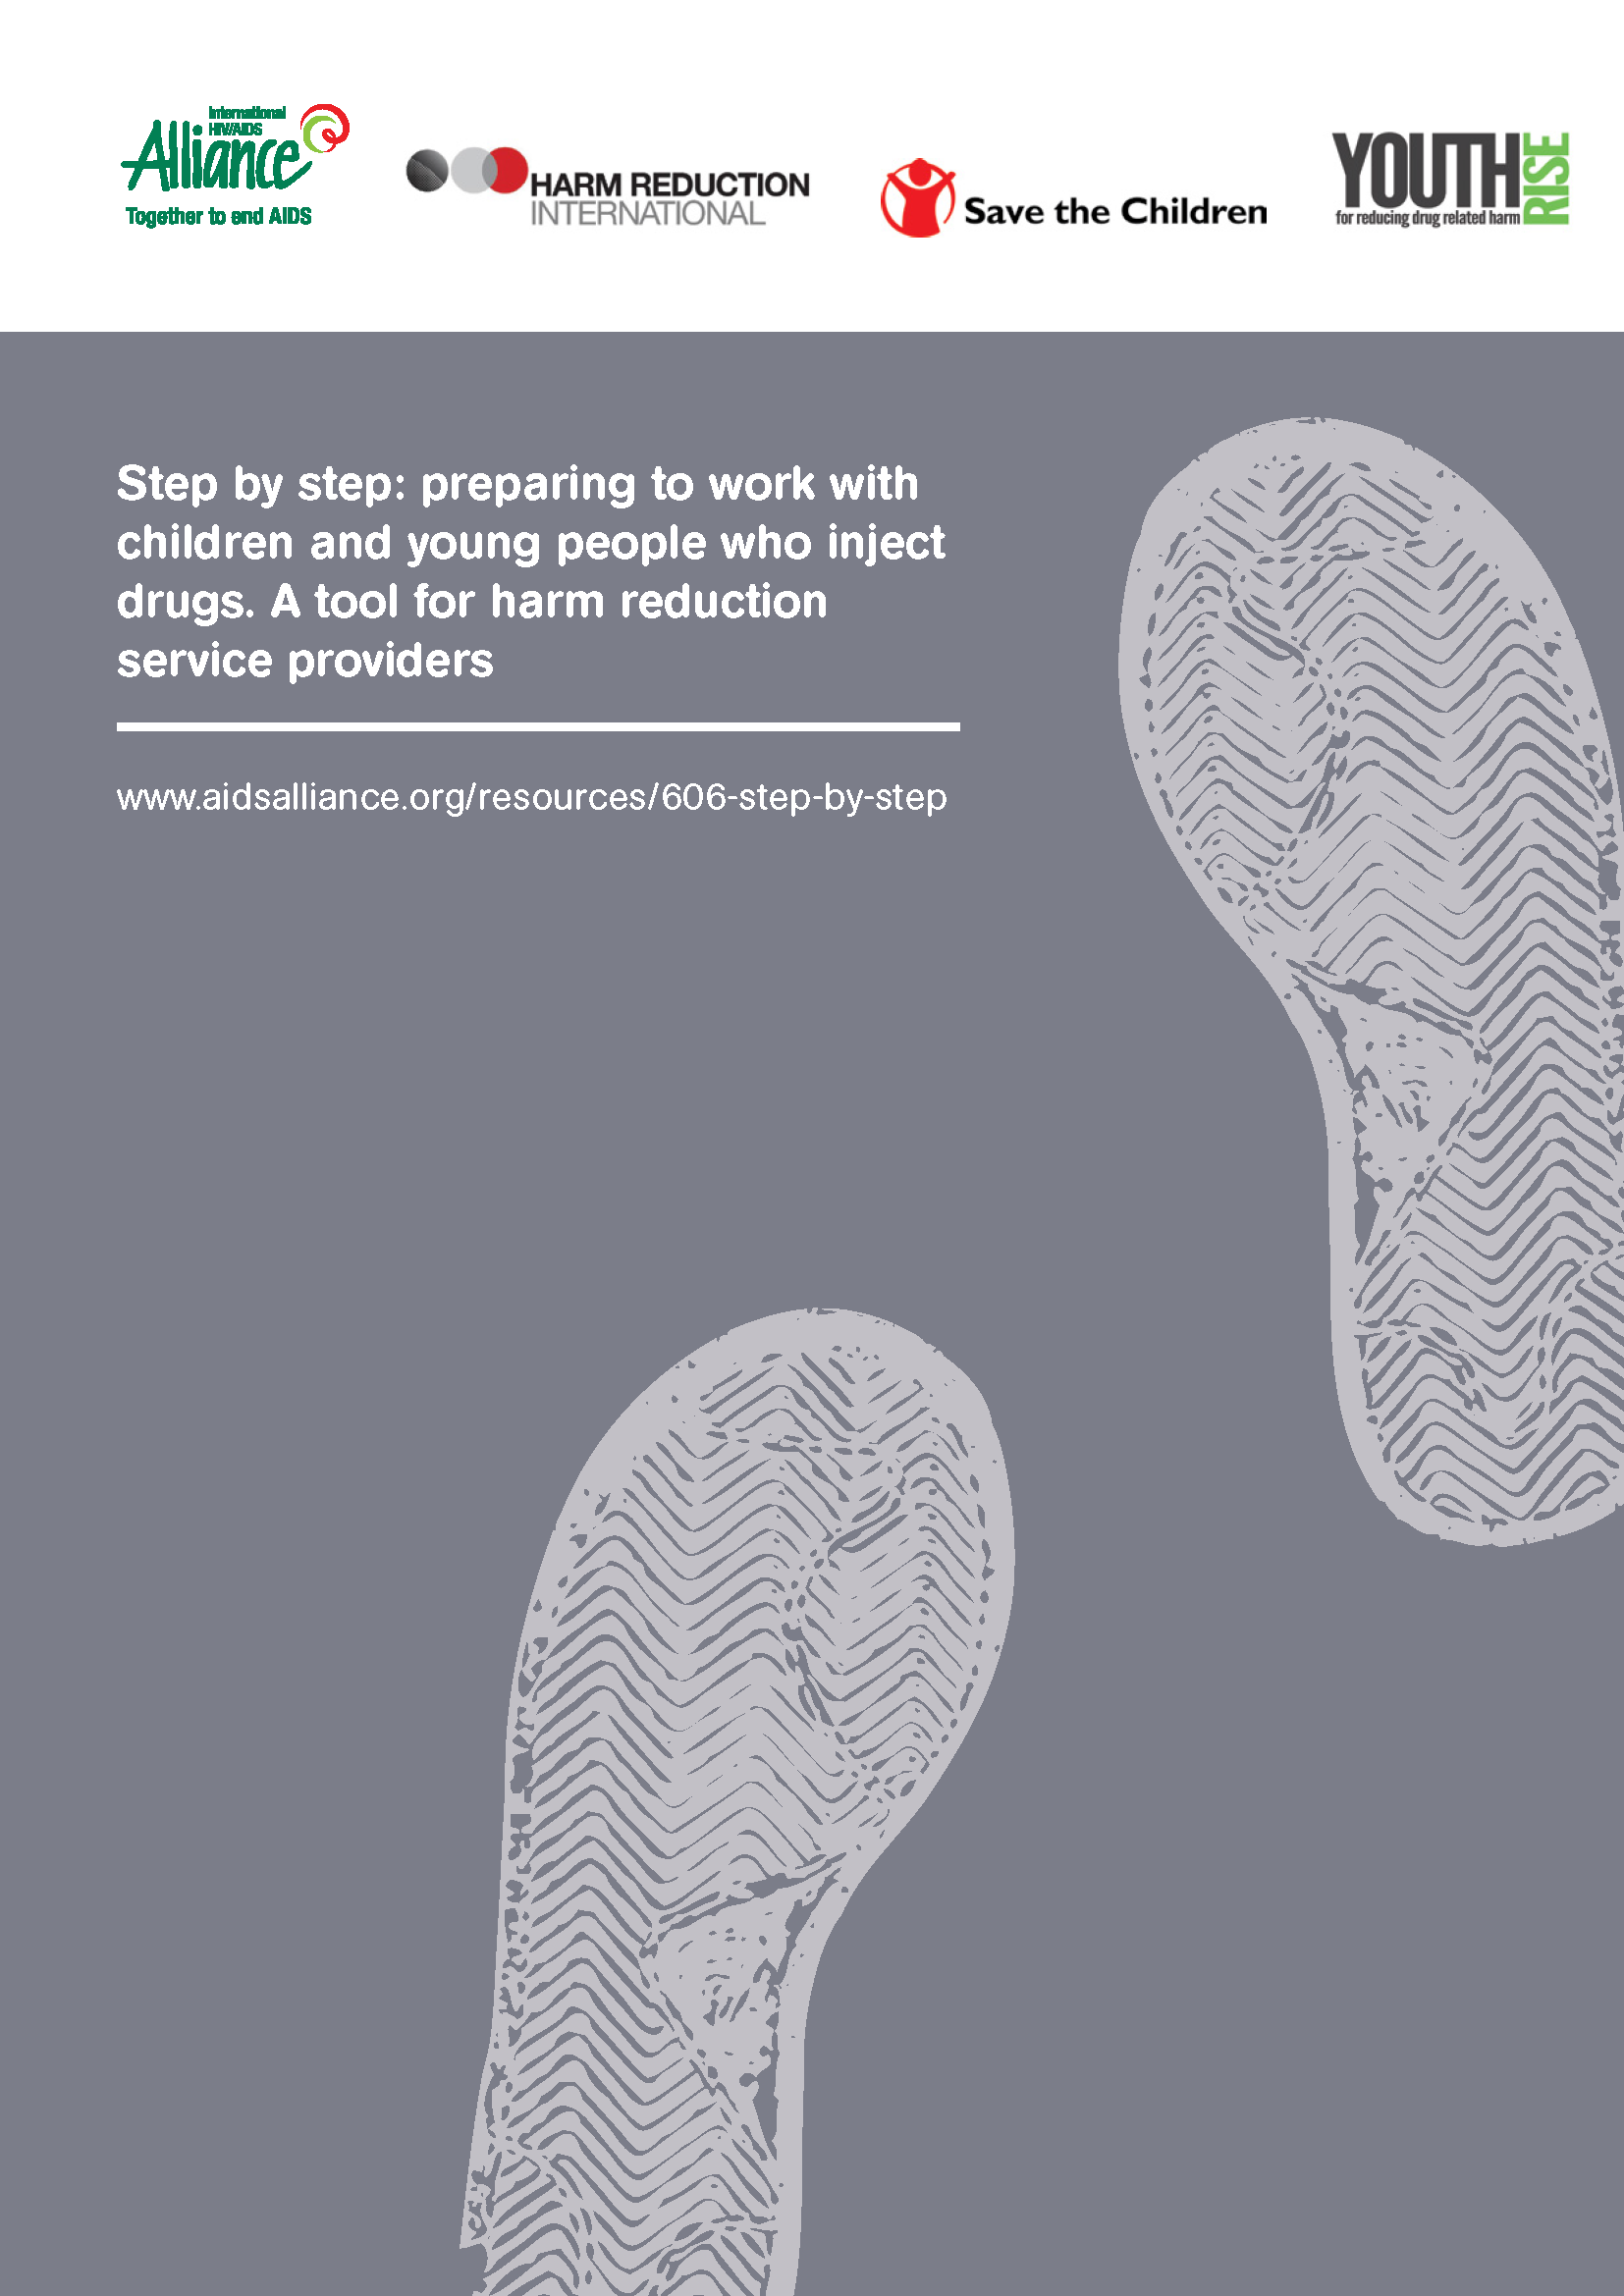 International
HIV/AIDS
Alliance
Together to end AIDS
HARM REDUCTION
INTERNATIONAL
Save the Children
YOUTH
RISE
for reducing drug related harm
Step by step: preparing to work with
children and young people who inject
drugs. A tool for harm reduction
service providers
www.aidsalliance.org/resources/606-step-by-step